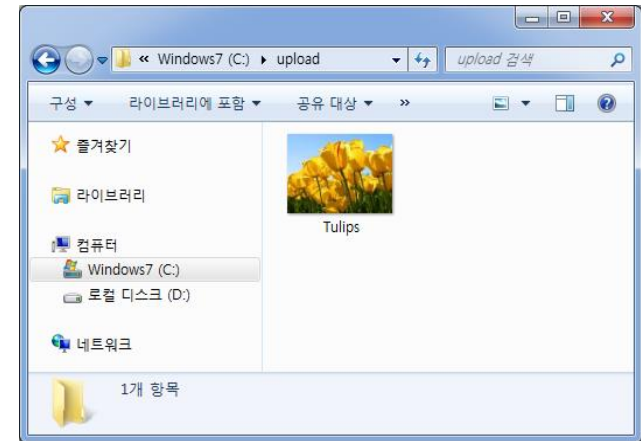 « Windows7 (C:) ▸ upload
upload 검색
구성 ▼ 라이브러리에 포함 ▼ 공유 대상 ▼ »
즐겨찾기
라이브러리
컴퓨터
Windows7 (C:)
로컬 디스크 (D:)
네트워크
Tulips
1개 항목